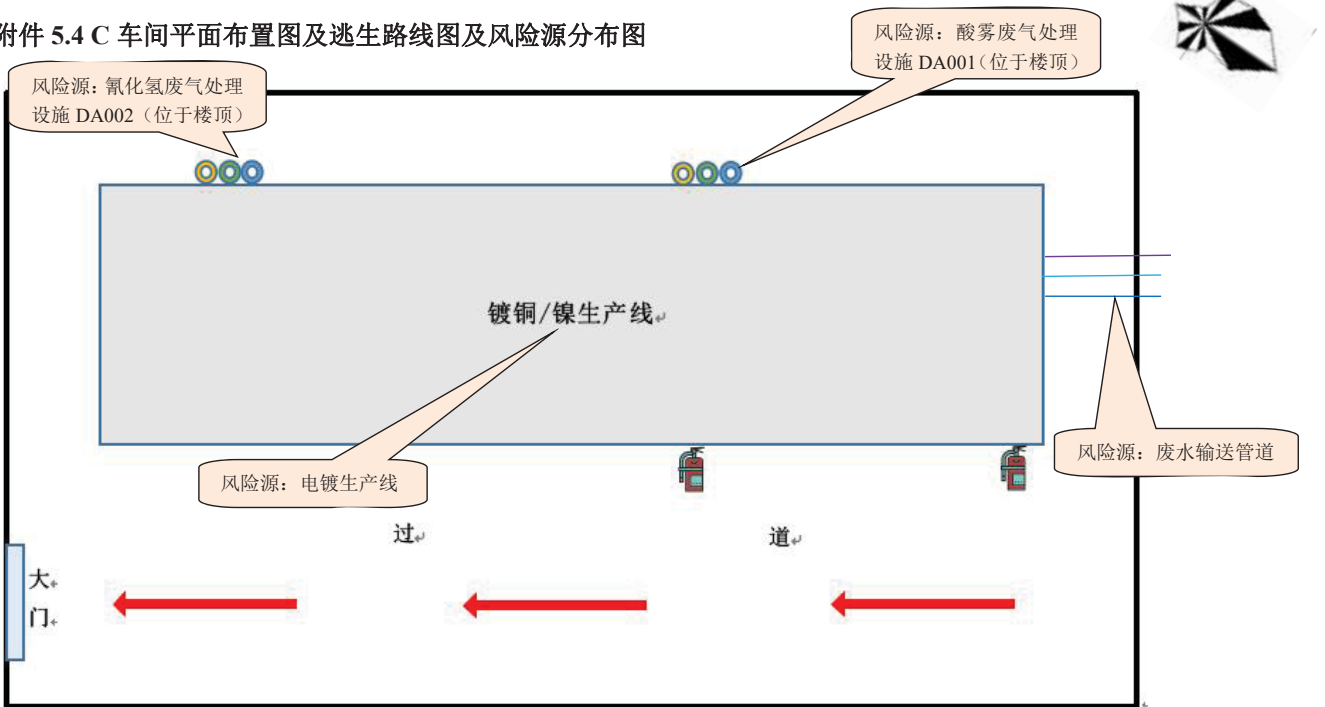 附件 5.4 C 车间平面布置图及逃生路线图及风险源分布图
风险源：酸雾废气处理
设施 DA001（位于楼顶）
风险源：氰化氢废气处理
设施 DA002（位于楼顶）
镀铜/镍生产线
风险源：废水输送管道
风险源：电镀生产线
过
道
大
门